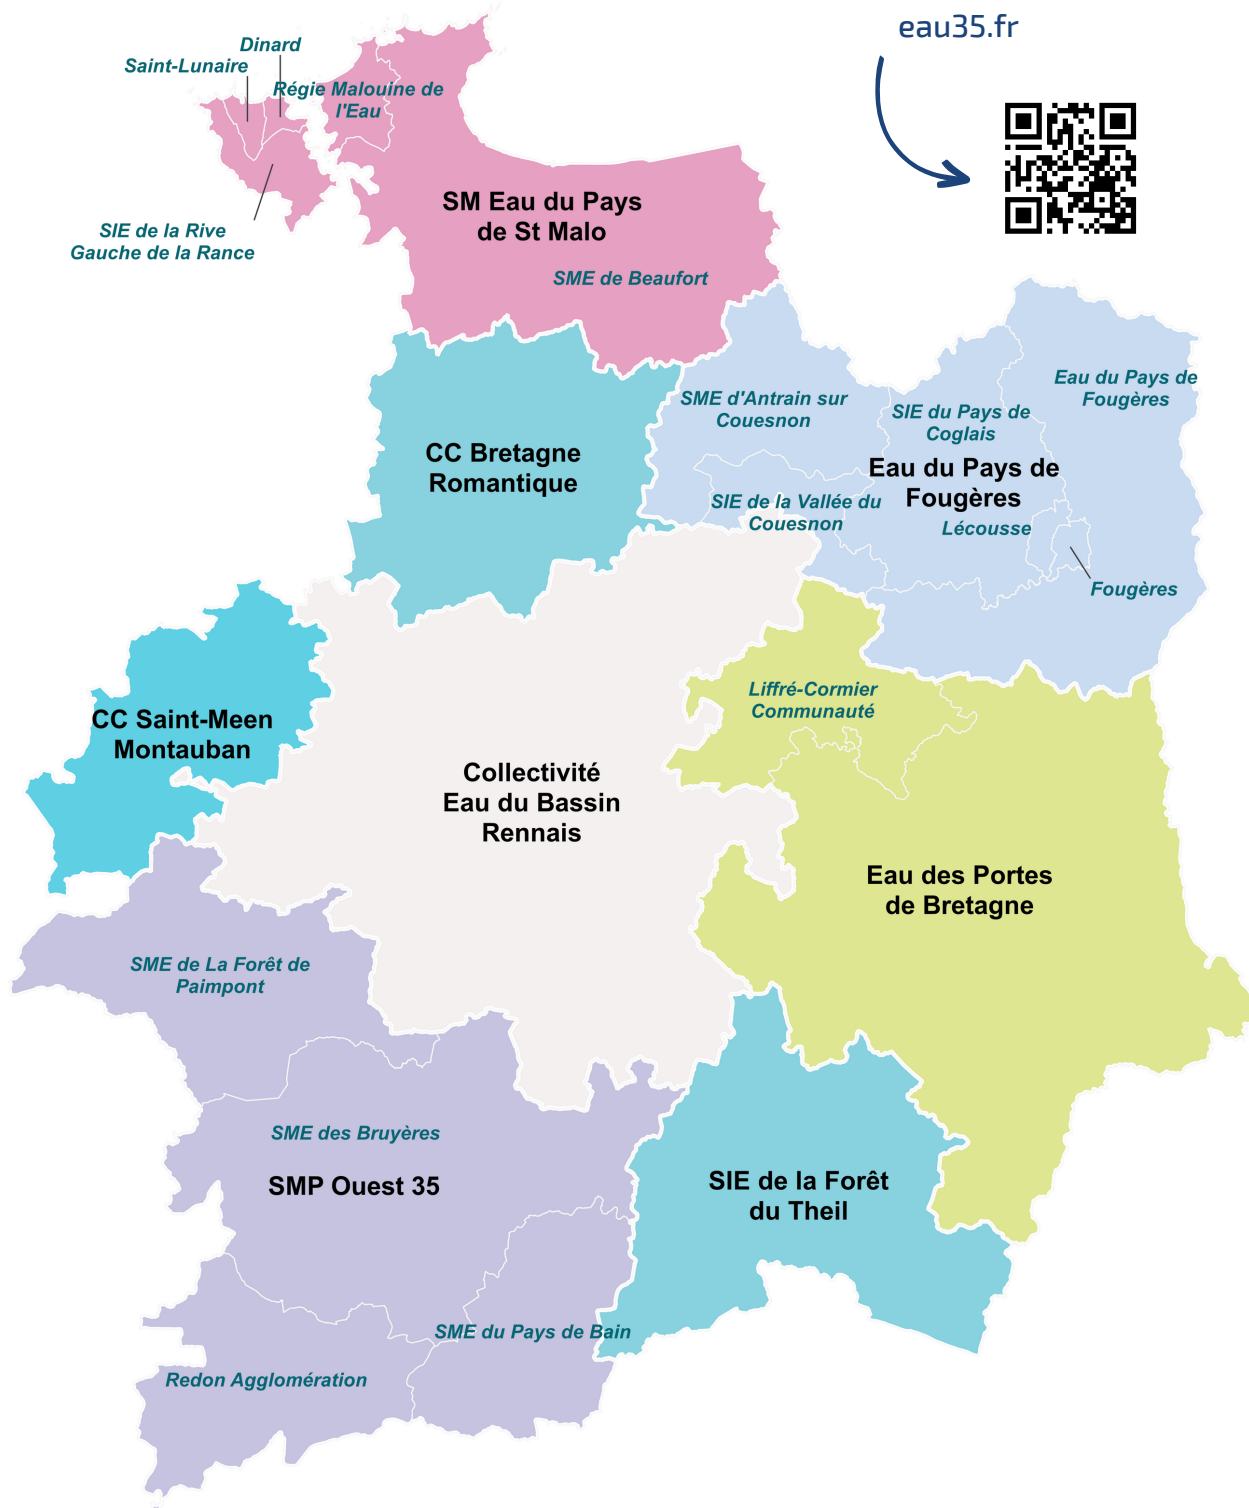 eau35.fr
Dinard
Saint-Lunaire
Régie Malouine de
l'Eau
SIE de la Rive
Gauche de la Rance
SM Eau du Pays
de St Malo
SME de Beaufort
SME d'Antrain sur
Couesnon
SIE du Pays de
Coglais
Eau du Pays de
Fougères
CC Bretagne
Romantique
Eau du Pays de
Fougères
SIE de la Vallée du
Couesnon
Lécousse
Fougères
Liffré-Cormier
Communauté
CC Saint-Meen
Montauban
Collectivité
Eau du Bassin
Rennais
Eau des Portes
de Bretagne
SME de La Forêt de
Paimpont
SME des Bruyères
SMP Ouest 35
SIE de la Forêt
du Theil
SME du Pays de Bain
Redon Agglomération